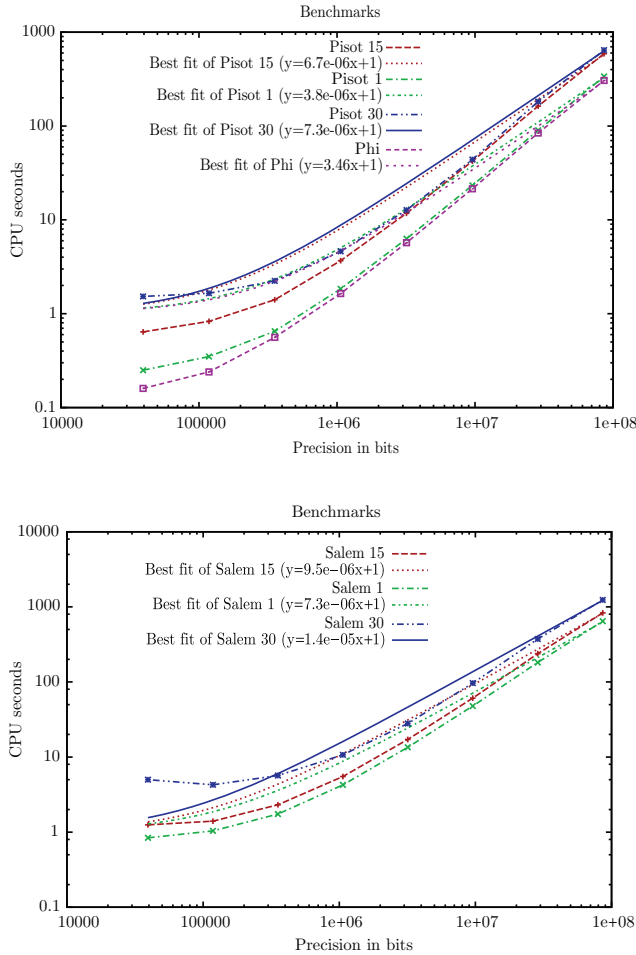 Benchmarks
1000
100
10
1
0.1
CPU seconds
Pisot 15
Best fit of Pisot 15 (y=6.7e-06x+1)
Pisot 1
Best fit of Pisot 1 (y=3.8e-06x+1)
Pisot 30
Best fit of Pisot 30 (y=7.3e-06x+1)
Phi
Best fit of Phi (y=3.46x+1)
10000 100000 1e+06 1e+07 1e+08
Precision in bits
Benchmarks
10000
1000
100
10
1
0.1
CPU seconds
Salem 15
Best fit of Salem 15 (y=9.5e−06x+1)
Salem 1
Best fit of Salem 1 (y=7.3e−06x+1)
Salem 30
Best fit of Salem 30 (y=1.4e−05x+1)
10000 100000 1e+06 1e+07 1e+08
Precision in bits